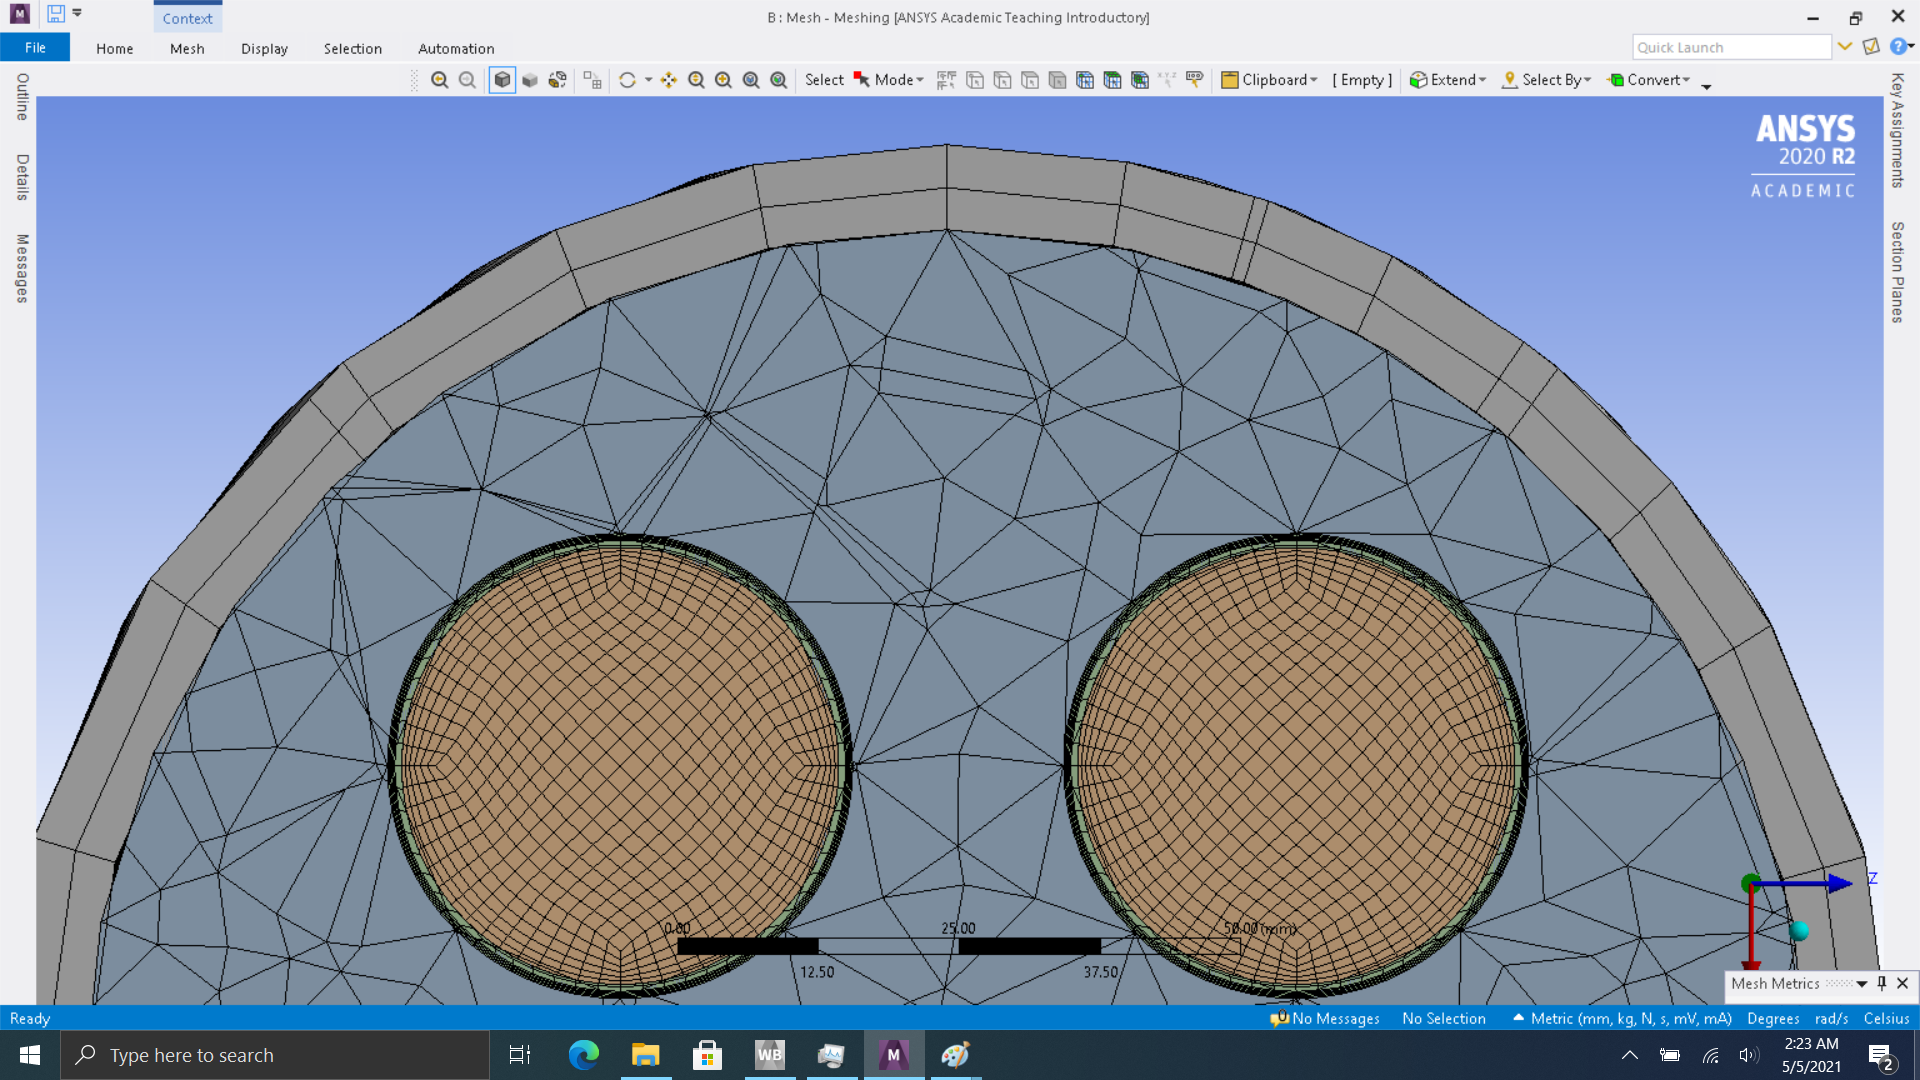 M
Context
B : Mesh - Meshing [ANSYS Academic Teaching Introductory]
File
Home
Mesh
Display
Selection
Automation
Quick Launch
Select
Mode
Clipboard
[ Empty ]
Extend
Select By
Convert
Outline
Details
Messages
Key Assignments
Section Planes
ANSYS
2020 R2
ACADEMIC
0.00
25.00
50.00 (mm)
12.50
37.50
Z
Mesh Metrics
Ready
0 No Messages
No Selection
Metric (mm, kg, N, s, mV, mA)
Degrees
rad/s
Celsius
Type here to search
WB
M
2:23 AM
5/5/2021
2